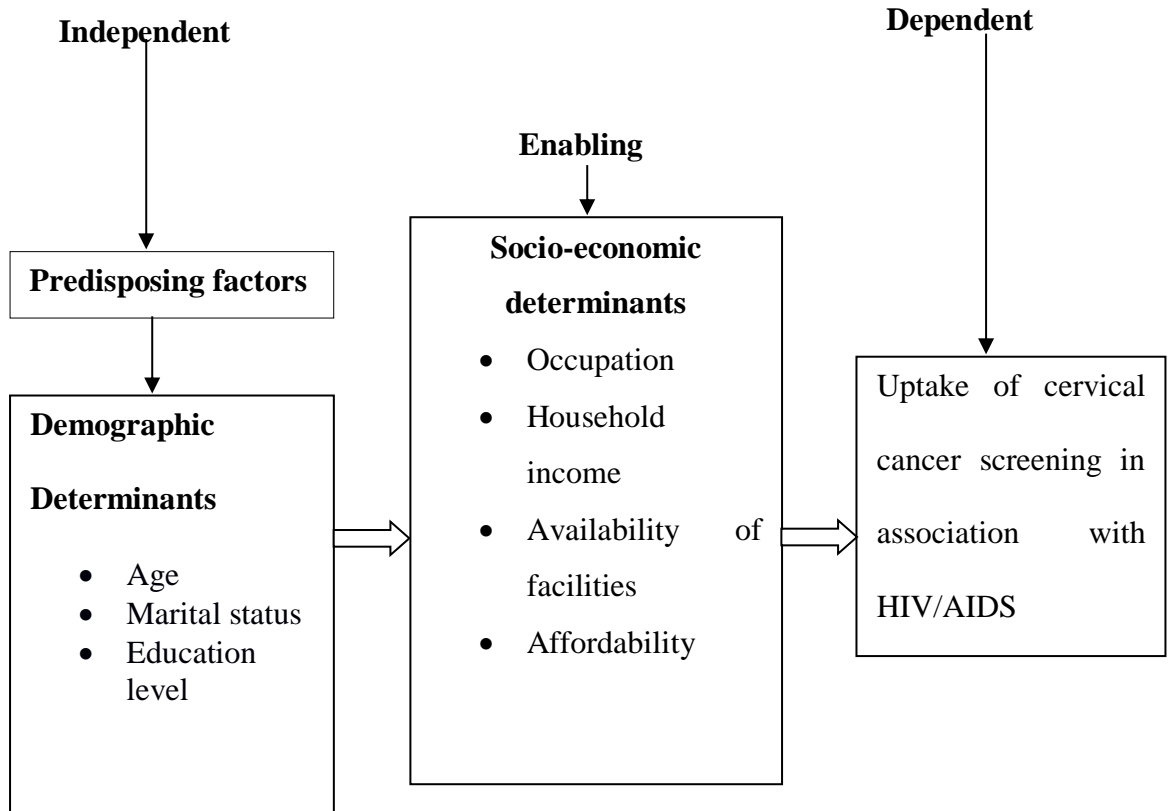 Independent
Predisposing factors
Demographic
Determinants
• Age
• Marital status
• Education
level
Enabling
Socio-economic
determinants
• Occupation
• Household
income
• Availability of
facilities
• Affordability
Dependent
Uptake of cervical
cancer screening in
association with
HIV/AIDS